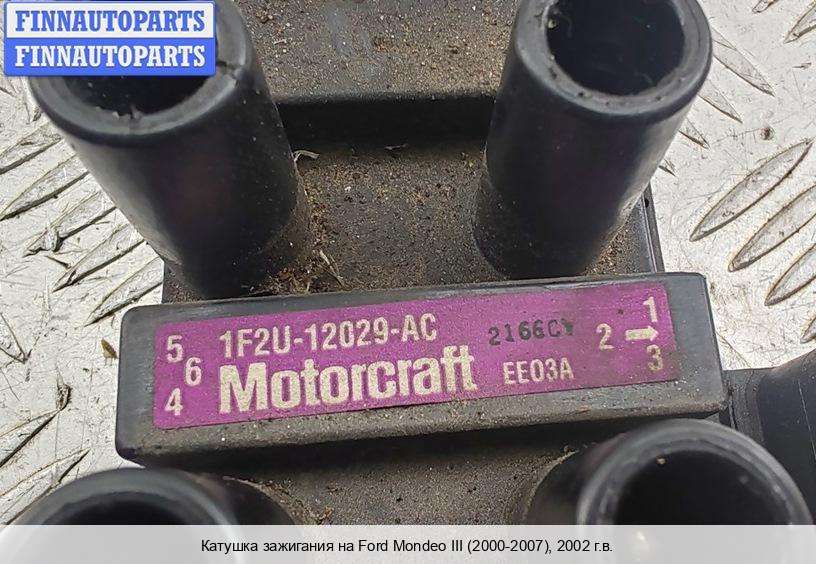 FINNAUTOPARTS
FINNAUTOPARTS
5 6 4
1F2U-12029-AC
Motorcraft
EE03A
2 → 1
3
Катушка зажигания на Ford Mondeo III (2000-2007), 2002 г.в.